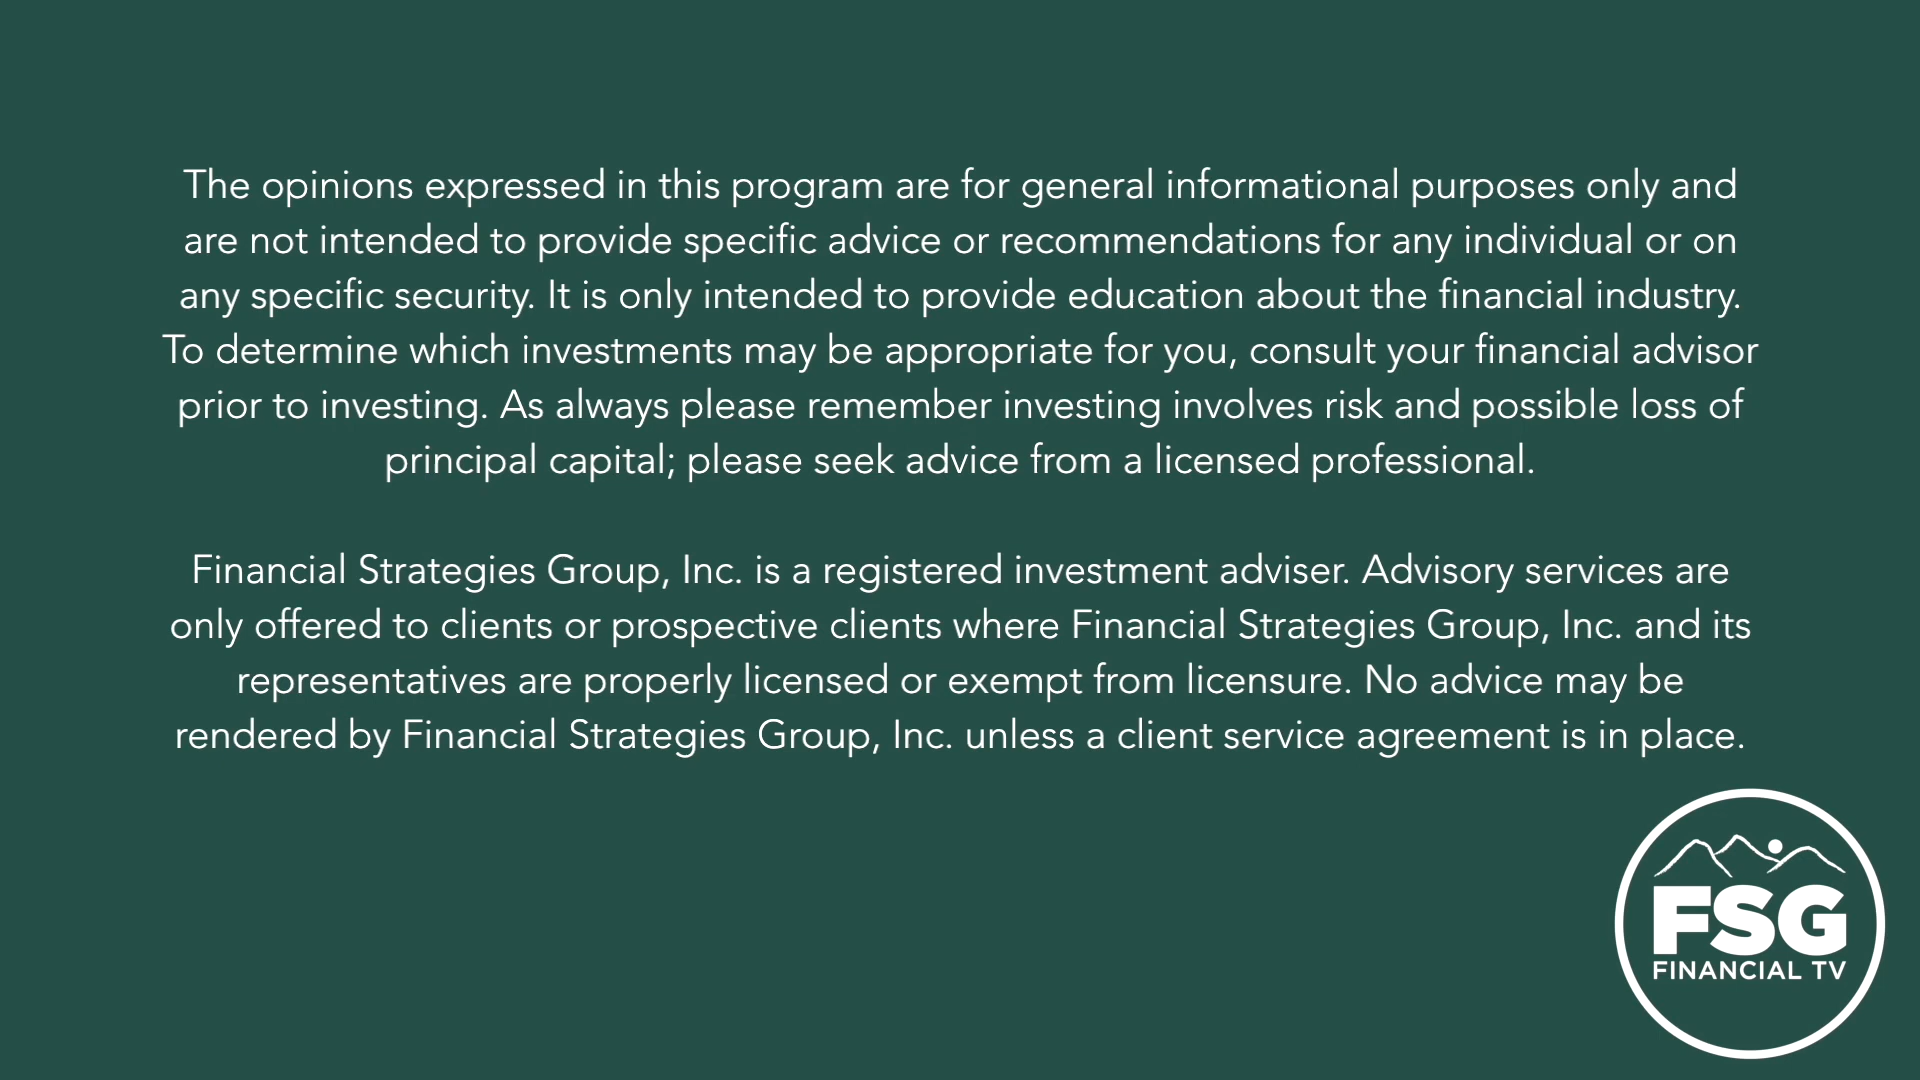 The opinions expressed in this program are for general informational purposes only and
are not intended to provide specific advice or recommendations for any individual or on
any specific security. It is only intended to provide education about the financial industry.
To determine which investments may be appropriate for you, consult your financial advisor
prior to investing. As always please remember investing involves risk and possible loss of
principal capital; please seek advice from a licensed professional.
Financial Strategies Group, Inc. is a registered investment adviser. Advisory services are
only offered to clients or prospective clients where Financial Strategies Group, Inc. and its
representatives are properly licensed or exempt from licensure. No advice may be
rendered by Financial Strategies Group, Inc. unless a client service agreement is in place.
FSG
FINANCIAL TV